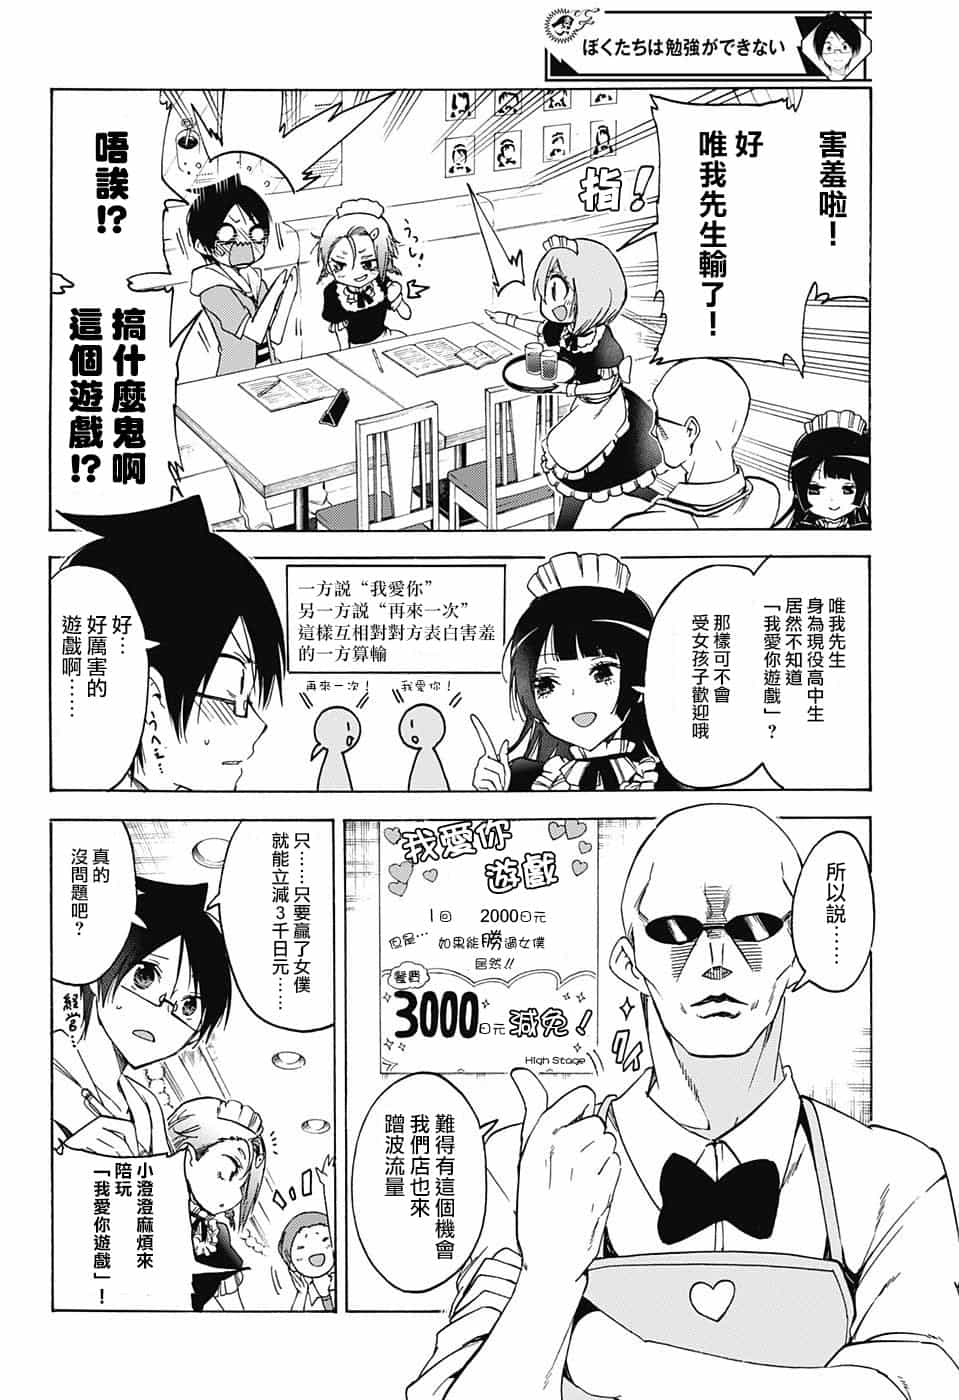 ぼくたちは勉強ができない
害羞啦！
好
唯我先生輸了！
指！
うっ…
唔誒!?
搞什麼鬼啊
這個遊戲!?
唯我先生
身為現役高中生
居然不知道
「我愛你遊戲」?
那樣可不會
受女孩子歡迎哦
一方說“我愛你”
另一方說“再來一次”
這樣互相對對方表白害羞
的一方算輸
我愛你！
再來一次！
好…
好厲害的
遊戲啊……
所以說……
我愛你
遊戲
1回 2000日元
但是… 如果能勝過女僕
居然!!
餐費
3000日元減免！
High Stage
クイ
難得有這個機會
我們店也來
蹭波流量
只……只要贏了女僕
就能立減3千日元……
真的
沒問題吧?
經営…
小澄澄麻煩來
陪玩
「我愛你遊戲」！